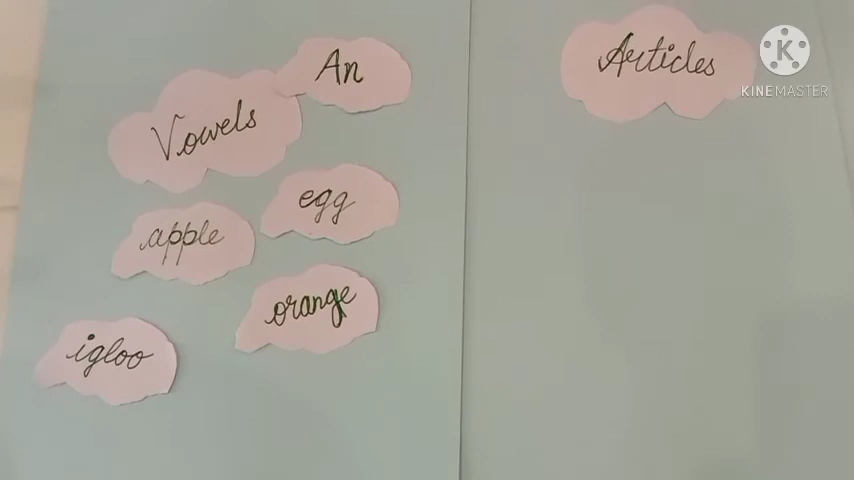 An
Vowels
Articles
KINEMASTER
egg
apple
orange
igloo